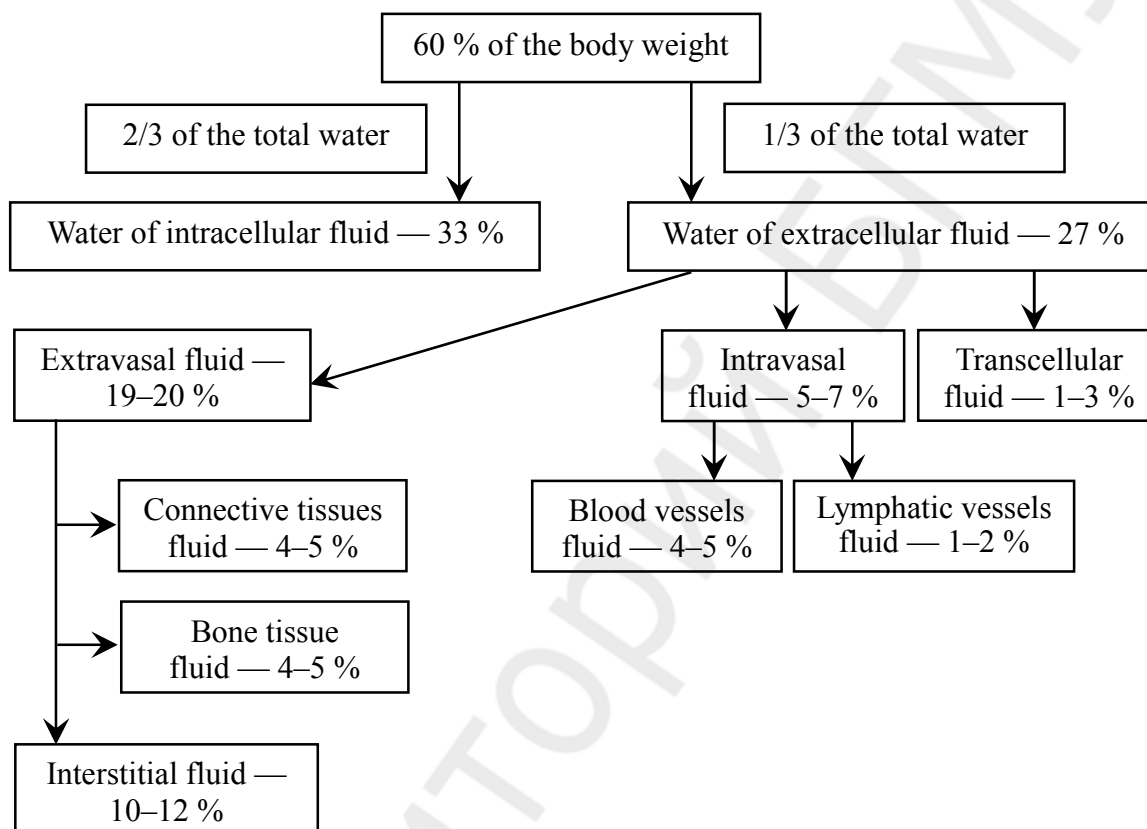 60 % of the body weight
2/3 of the total water
1/3 of the total water
Water of intracellular fluid — 33 %
Water of extracellular fluid — 27 %
Extravasal fluid —
19–20 %
Intravasal
fluid — 5–7 %
Transcellular
fluid — 1–3 %
Connective tissues
fluid — 4–5 %
Blood vessels
fluid — 4–5 %
Lymphatic vessels
fluid — 1–2 %
Bone tissue
fluid — 4–5 %
Interstitial fluid —
10–12 %
иторий БГМУ